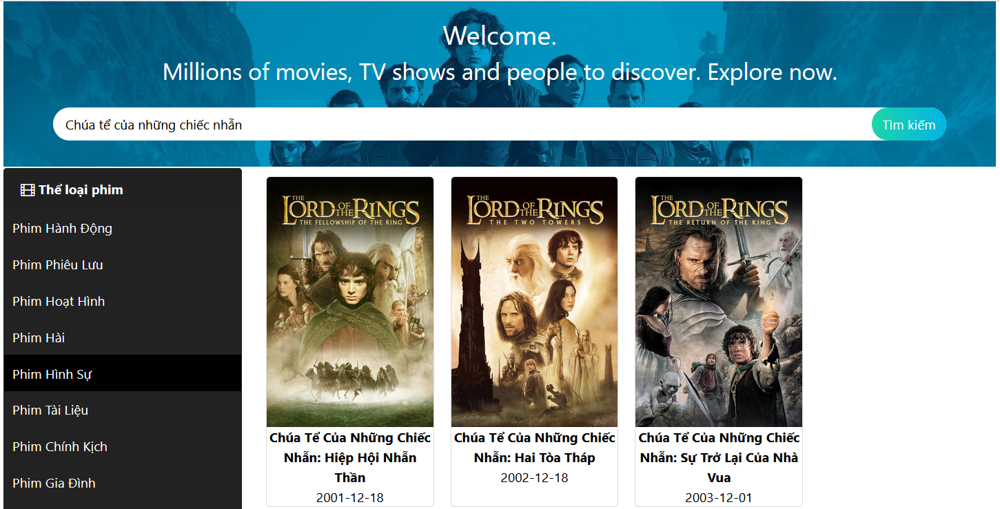 Welcome.
Millions of movies, TV shows and people to discover. Explore now.
Chúa tể của những chiếc nhẫn
Tìm kiếm
Thể loại phim
Phim Hành Động
Phim Phiêu Lưu
Phim Hoạt Hình
Phim Hài
Phim Hình Sự
Phim Tài Liệu
Phim Chính Kịch
Phim Gia Đình
THE
LORD OF THE RINGS
THE FELLOWSHIP OF THE RING
Chúa Tể Của Những Chiếc
Nhẫn: Hiệp Hội Nhẫn
Thần
2001-12-18
THE
LORD OF THE RINGS
THE TWO TOWERS
Chúa Tể Của Những Chiếc
Nhẫn: Hai Tòa Tháp
2002-12-18
THE
LORD OF THE RINGS
THE RETURN OF THE KING
Chúa Tể Của Những Chiếc
Nhẫn: Sự Trở Lại Của Nhà
Vua
2003-12-01